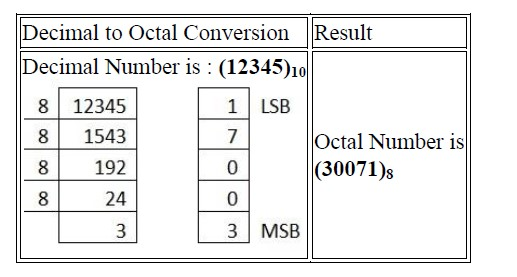 Decimal to Octal Conversion Result
Decimal Number is : (12345)₁₀
8 12345 1 LSB
8 1543 7
8 192 0
8 24 0
3 3 MSB
Octal Number is
(30071)₈